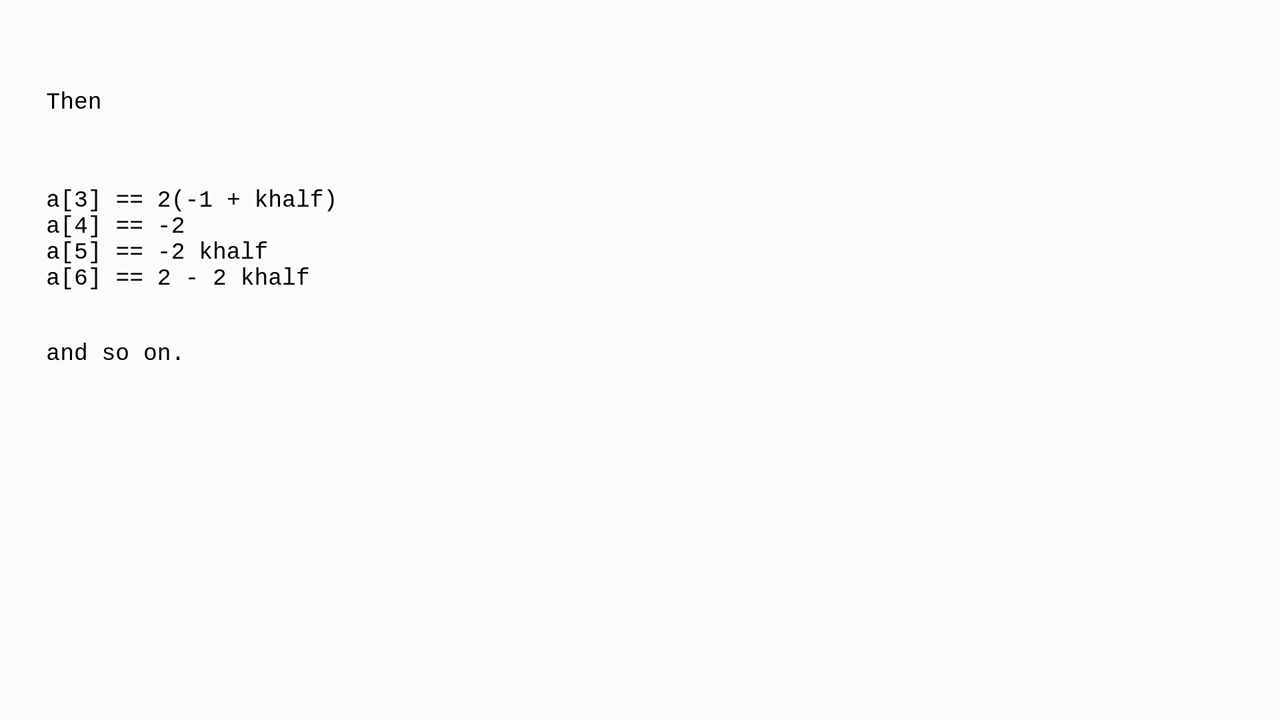 Then
a[3] == 2(-1 + khalf)
a[4] == -2
a[5] == -2 khalf
a[6] == 2 - 2 khalf
and so on.